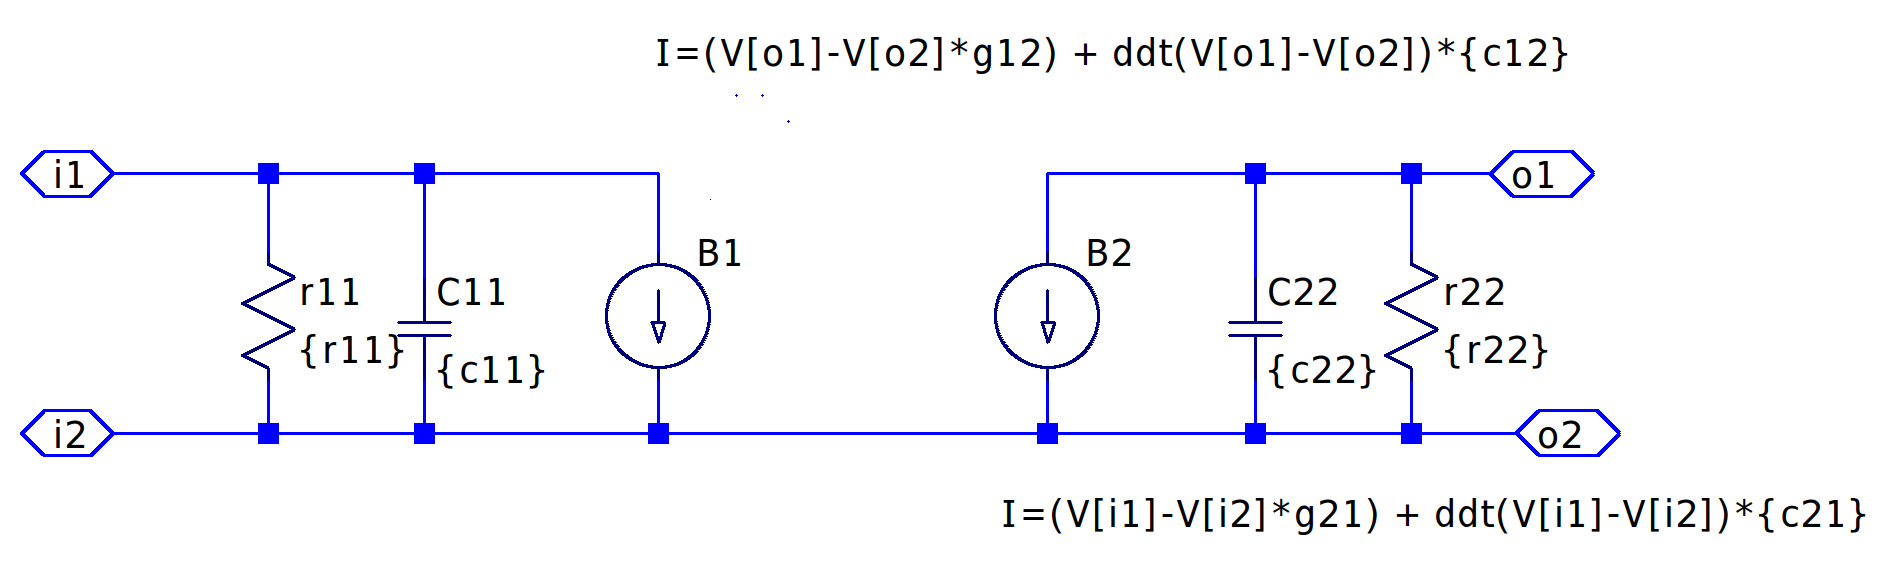 I=(V[o1]-V[o2]*g12) + ddt(V[o1]-V[o2])*{c12}
i1
o1
B1
B2
r11
C11
C22
r22
{r11}
{c11}
{c22}
{r22}
i2
o2
I=(V[i1]-V[i2]*g21) + ddt(V[i1]-V[i2])*{c21}